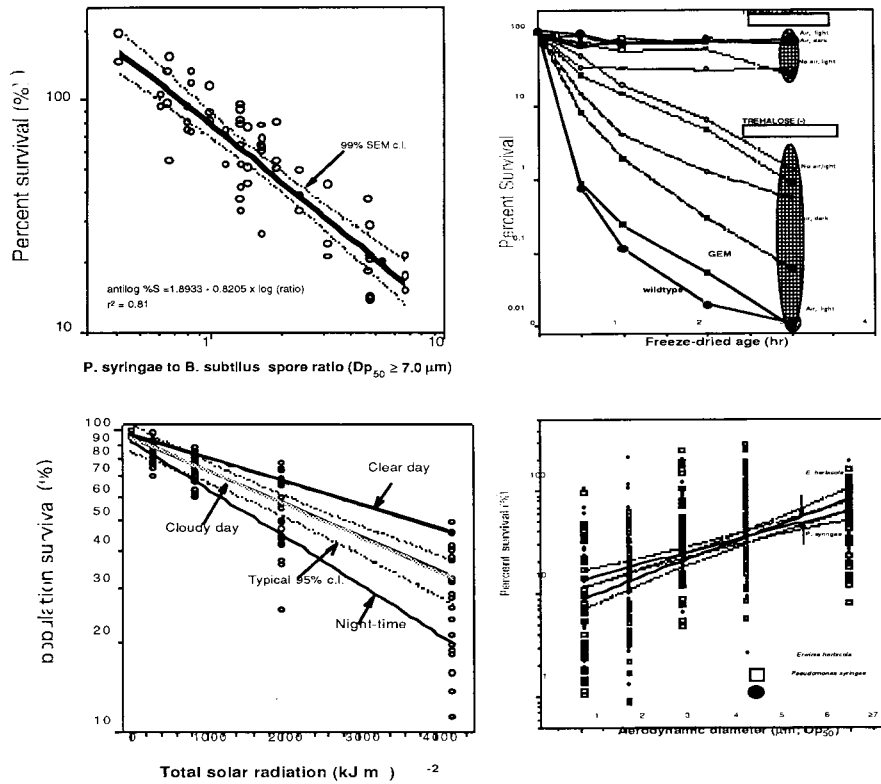 Percent survival (%)
100
10
99% SEM c.l.
antilog %S =1.8933 - 0.8205 x log (ratio)
r² = 0.81
1
10
P. syringae to B. subtilus spore ratio (Dp50 ≥ 7.0 µm)
Percent Survival
100
10
1
0.1
0.01
Air, light
Air, dark
No air, light
TREHALOSE (-)
No air/light
dark
GEM
wildtype
Air, light
0
1
2
4
Freeze-dried age (hr)
population surviva (%)
100
90
80
70
60
50
40
30
20
10
Clear day
Cloudy day
Typical 95% c.l.
Night-time
0
1000
2000
3000
4000
Total solar radiation (kJ m ) -2
Percent survival (%)
100
10
1
E. herbicola
P. syringae
Erwinia herbicola
Pseudomonas syringae
1
2
3
4
5
6
≥7
Aerodynamic diameter (µm, Dp50)